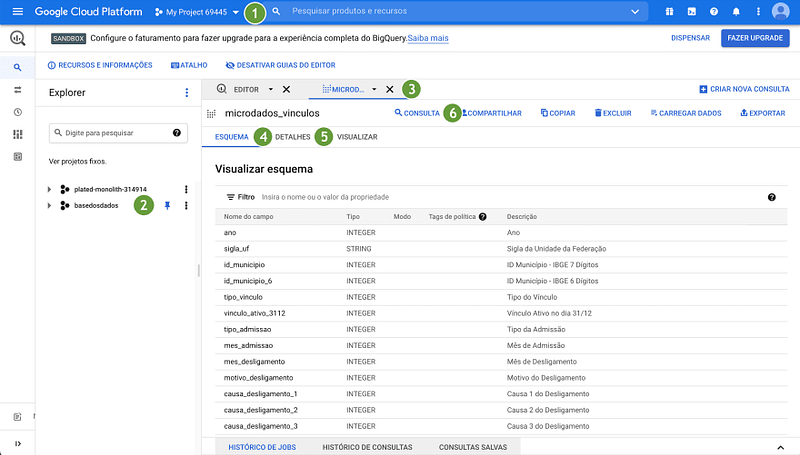 Google Cloud Platform My Project 69445 1 Pesquisar produtos e recursos
SANDBOX Configure o faturamento para fazer upgrade para a experiência completa do BigQuery. Saiba mais DISPENSAR FAZER UPGRADE
RECURSOS E INFORMAÇÕES ATALHO DESATIVAR GUIAS DO EDITOR
Explorer
EDITOR MICROD... 3 CRIAR NOVA CONSULTA
microdados_vinculos CONSULTA 6 COMPARTILHAR COPIAR EXCLUIR CARREGAR DADOS EXPORTAR
Digite para pesquisar
ESQUEMA 4 DETALHES 5 VISUALIZAR
Ver projetos fixos.
plated-monolith-314914
basedosdados 2
Visualizar esquema
Filtro Insira o nome ou o valor da propriedade
Nome do campo Tipo Modo Tags de política Descrição
ano INTEGER Ano
sigla_uf STRING Sigla da Unidade da Federação
id_municipio INTEGER ID Município - IBGE 7 Dígitos
id_municipio_6 INTEGER ID Município - IBGE 6 Dígitos
tipo_vinculo INTEGER Tipo do Vínculo
vinculo_ativo_3112 INTEGER Vínculo Ativo no dia 31/12
tipo_admissao INTEGER Tipo da Admissão
mes_admissao INTEGER Mês de Admissão
mes_desligamento INTEGER Mês de Desligamento
motivo_desligamento INTEGER Motivo do Desligamento
causa_desligamento_1 INTEGER Causa 1 do Desligamento
causa_desligamento_2 INTEGER Causa 2 do Desligamento
causa_desligamento_3 INTEGER Causa 3 do Desligamento
HISTÓRICO DE JOBS HISTÓRICO DE CONSULTAS CONSULTAS SALVAS